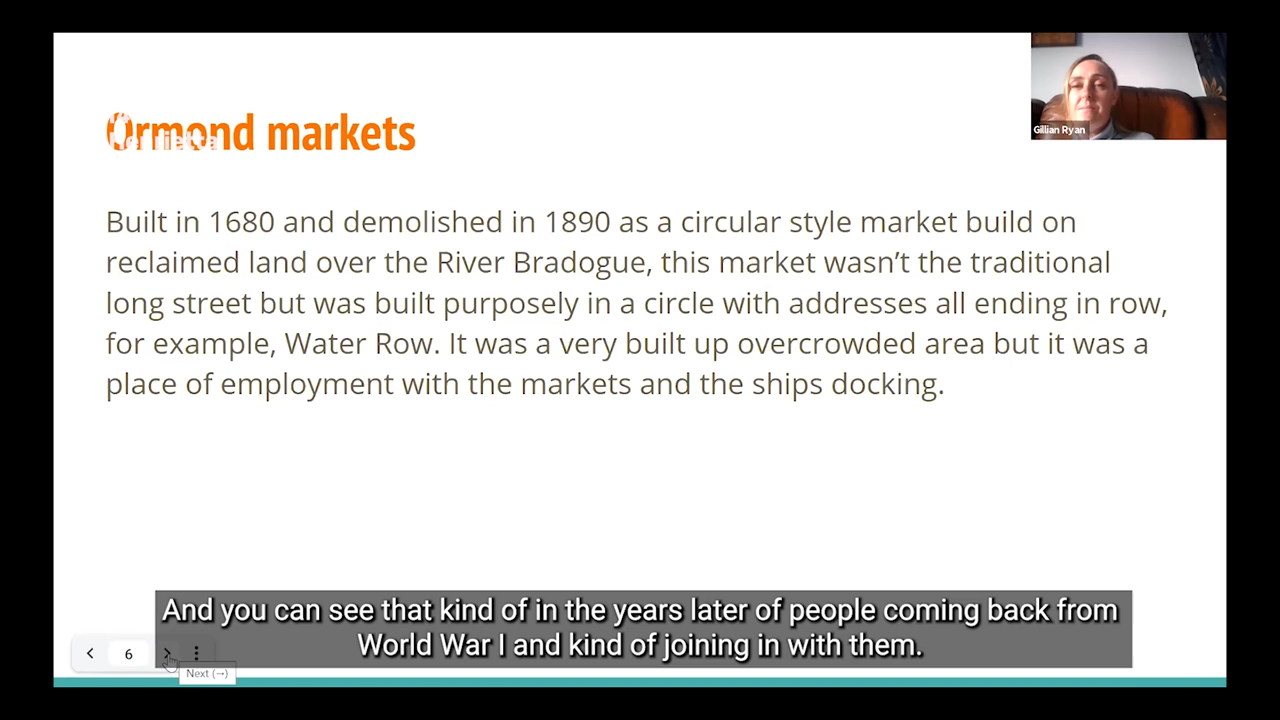 Ormond markets
Henrietta
Gillian Ryan
Built in 1680 and demolished in 1890 as a circular style market build on
reclaimed land over the River Bradogue, this market wasn’t the traditional
long street but was built purposely in a circle with addresses all ending in row,
for example, Water Row. It was a very built up overcrowded area but it was a
place of employment with the markets and the ships docking.
And you can see that kind of in the years later of people coming back from
World War I and kind of joining in with them.
6
Next (→)